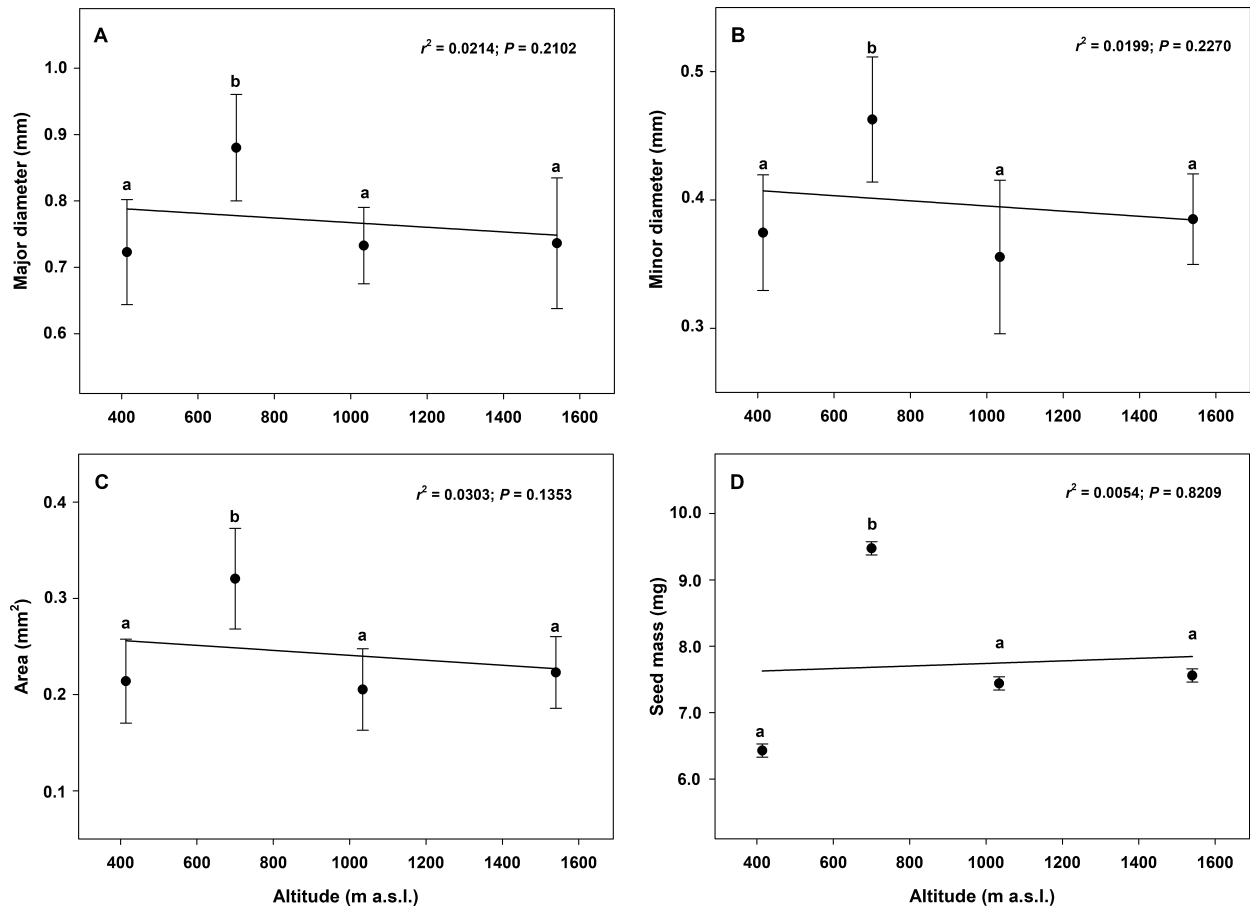 A
r² = 0.0214; P = 0.2102
b
a
a
a
1.0
0.9
0.8
0.7
0.6
Major diameter (mm)
400 600 800 1000 1200 1400 1600
B
r² = 0.0199; P = 0.2270
b
a
a
a
0.5
0.4
0.3
Minor diameter (mm)
400 600 800 1000 1200 1400 1600
C
r² = 0.0303; P = 0.1353
b
a
a
a
0.4
0.3
0.2
0.1
Area (mm²)
400 600 800 1000 1200 1400 1600
Altitude (m a.s.l.)
D
r² = 0.0054; P = 0.8209
b
a
a
a
10.0
9.0
8.0
7.0
6.0
Seed mass (mg)
400 600 800 1000 1200 1400 1600
Altitude (m a.s.l.)